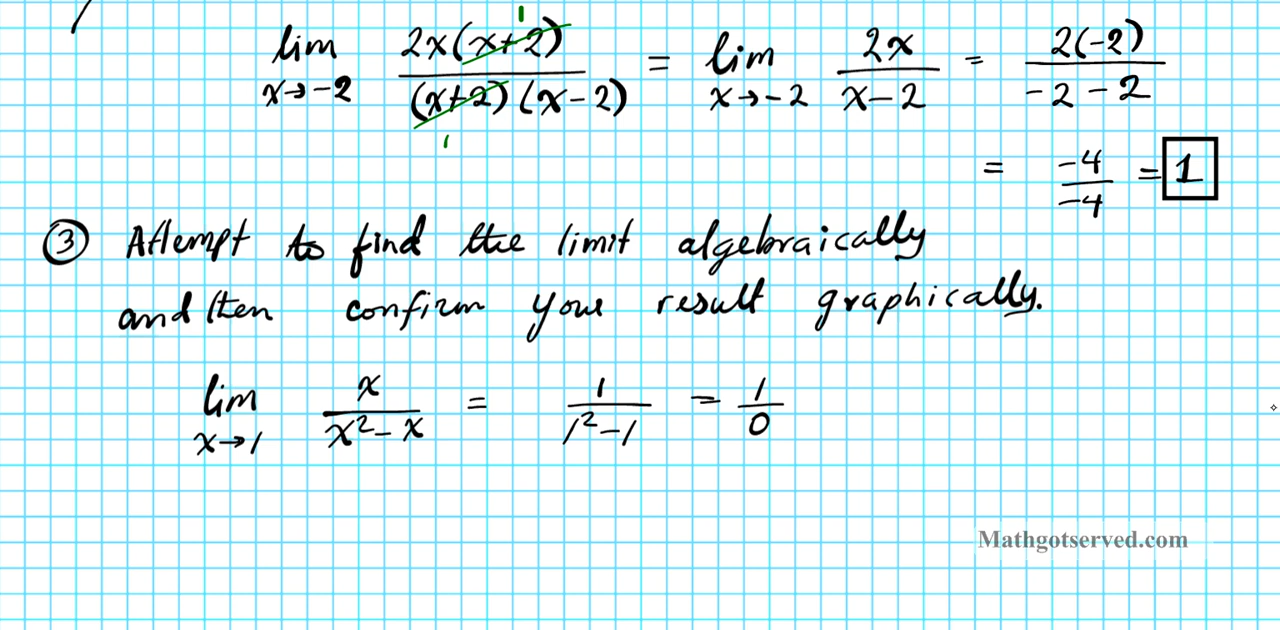 lim x→-2 2x(x+2) / (x+2)(x-2) = lim x→-2 2x / x-2 = 2(-2) / -2-2
1
1
= -4 / -4 = 1
③ Attempt to find the limit algebraically
and then confirm your result graphically.
lim x→1 x / x²-x = 1 / 1²-1 = 1 / 0
Mathgotserved.com